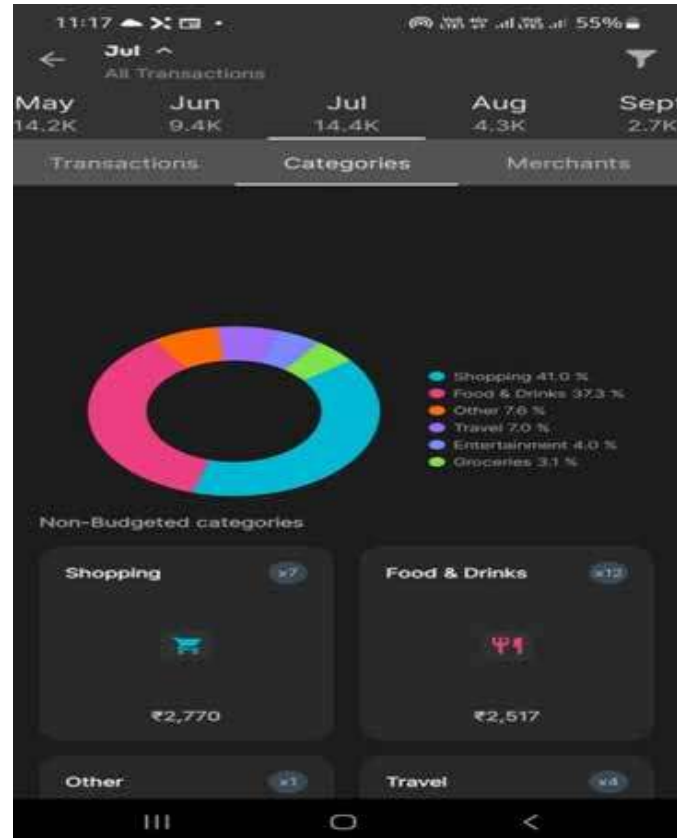 11:17 55%
Jul
All Transactions
May Jun Jul Aug Sep
14.2K 9.4K 14.4K 4.3K 2.7K
Transactions Categories Merchants
Shopping 41.0 %
Food & Drinks 37.3 %
Other 7.6 %
Travel 7.0 %
Entertainment 4.0 %
Groceries 3.1 %
Non-Budgeted categories
Shopping x7 Food & Drinks x12
₹2,770 ₹2,517
Other x1 Travel x4